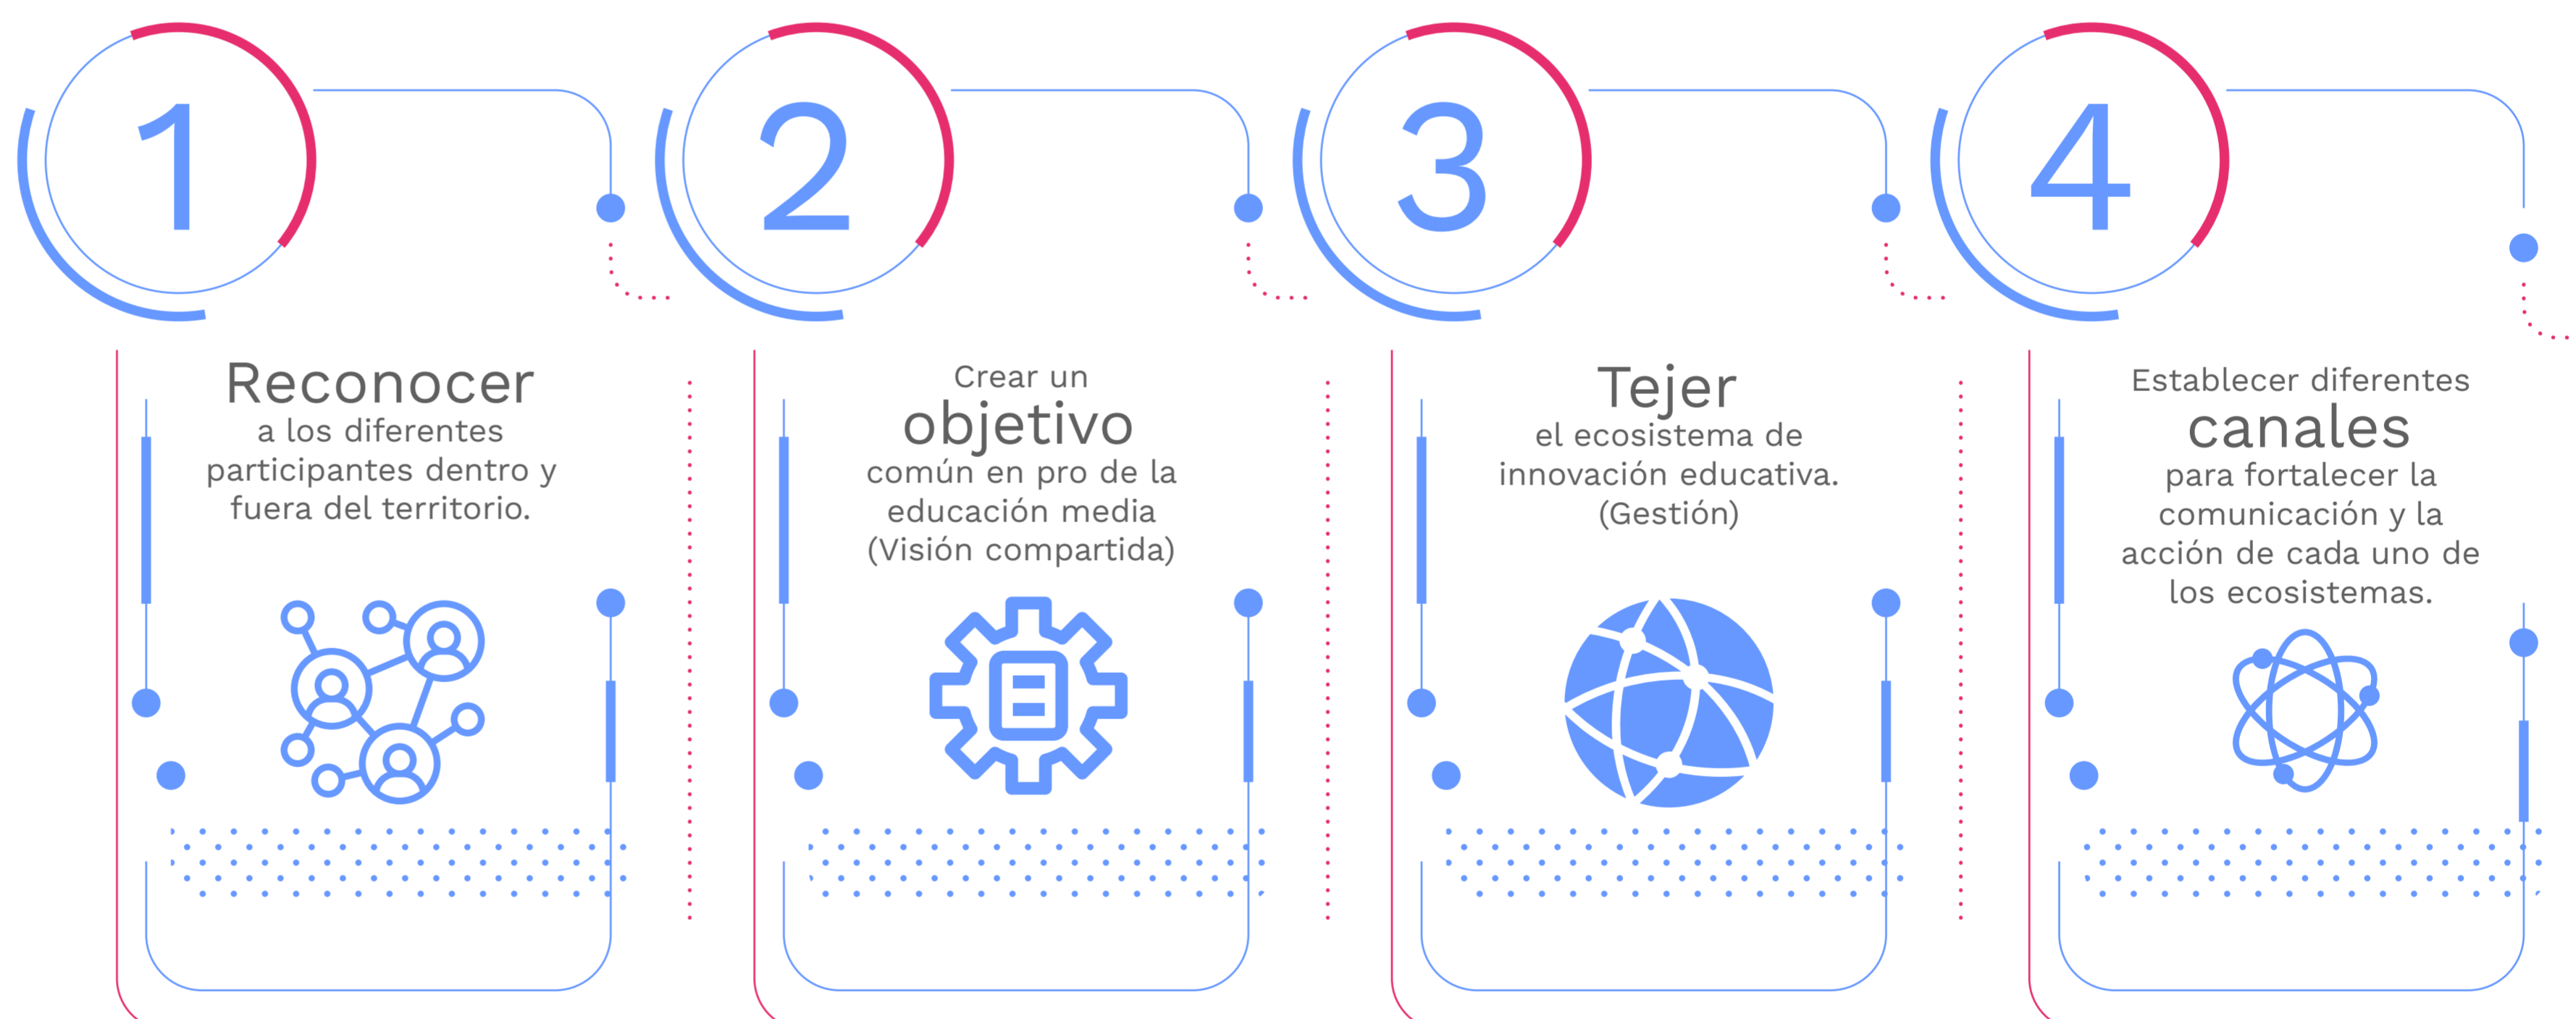 1
Reconocer
a los diferentes
participantes dentro y
fuera del territorio.
2
Crear un
objetivo
común en pro de la
educación media
(Visión compartida)
3
Tejer
el ecosistema de
innovación educativa.
(Gestión)
4
Establecer diferentes
canales
para fortalecer la
comunicación y la
acción de cada uno de
los ecosistemas.